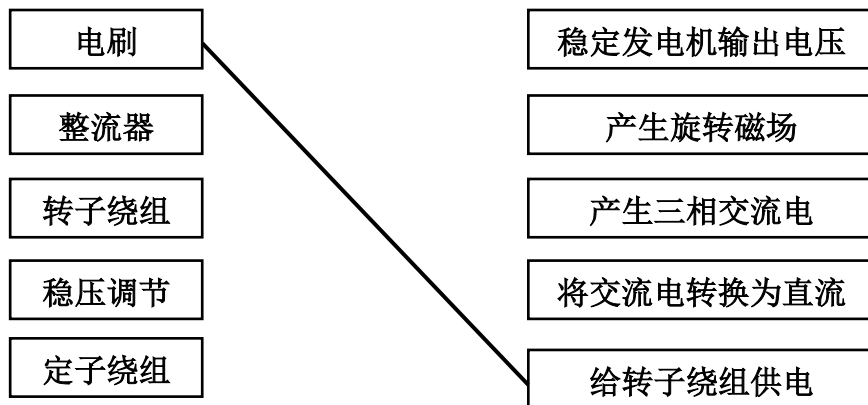 电刷
稳定发电机输出电压
整流器
产生旋转磁场
转子绕组
产生三相交流电
稳压调节
将交流电转换为直流
定子绕组
给转子绕组供电